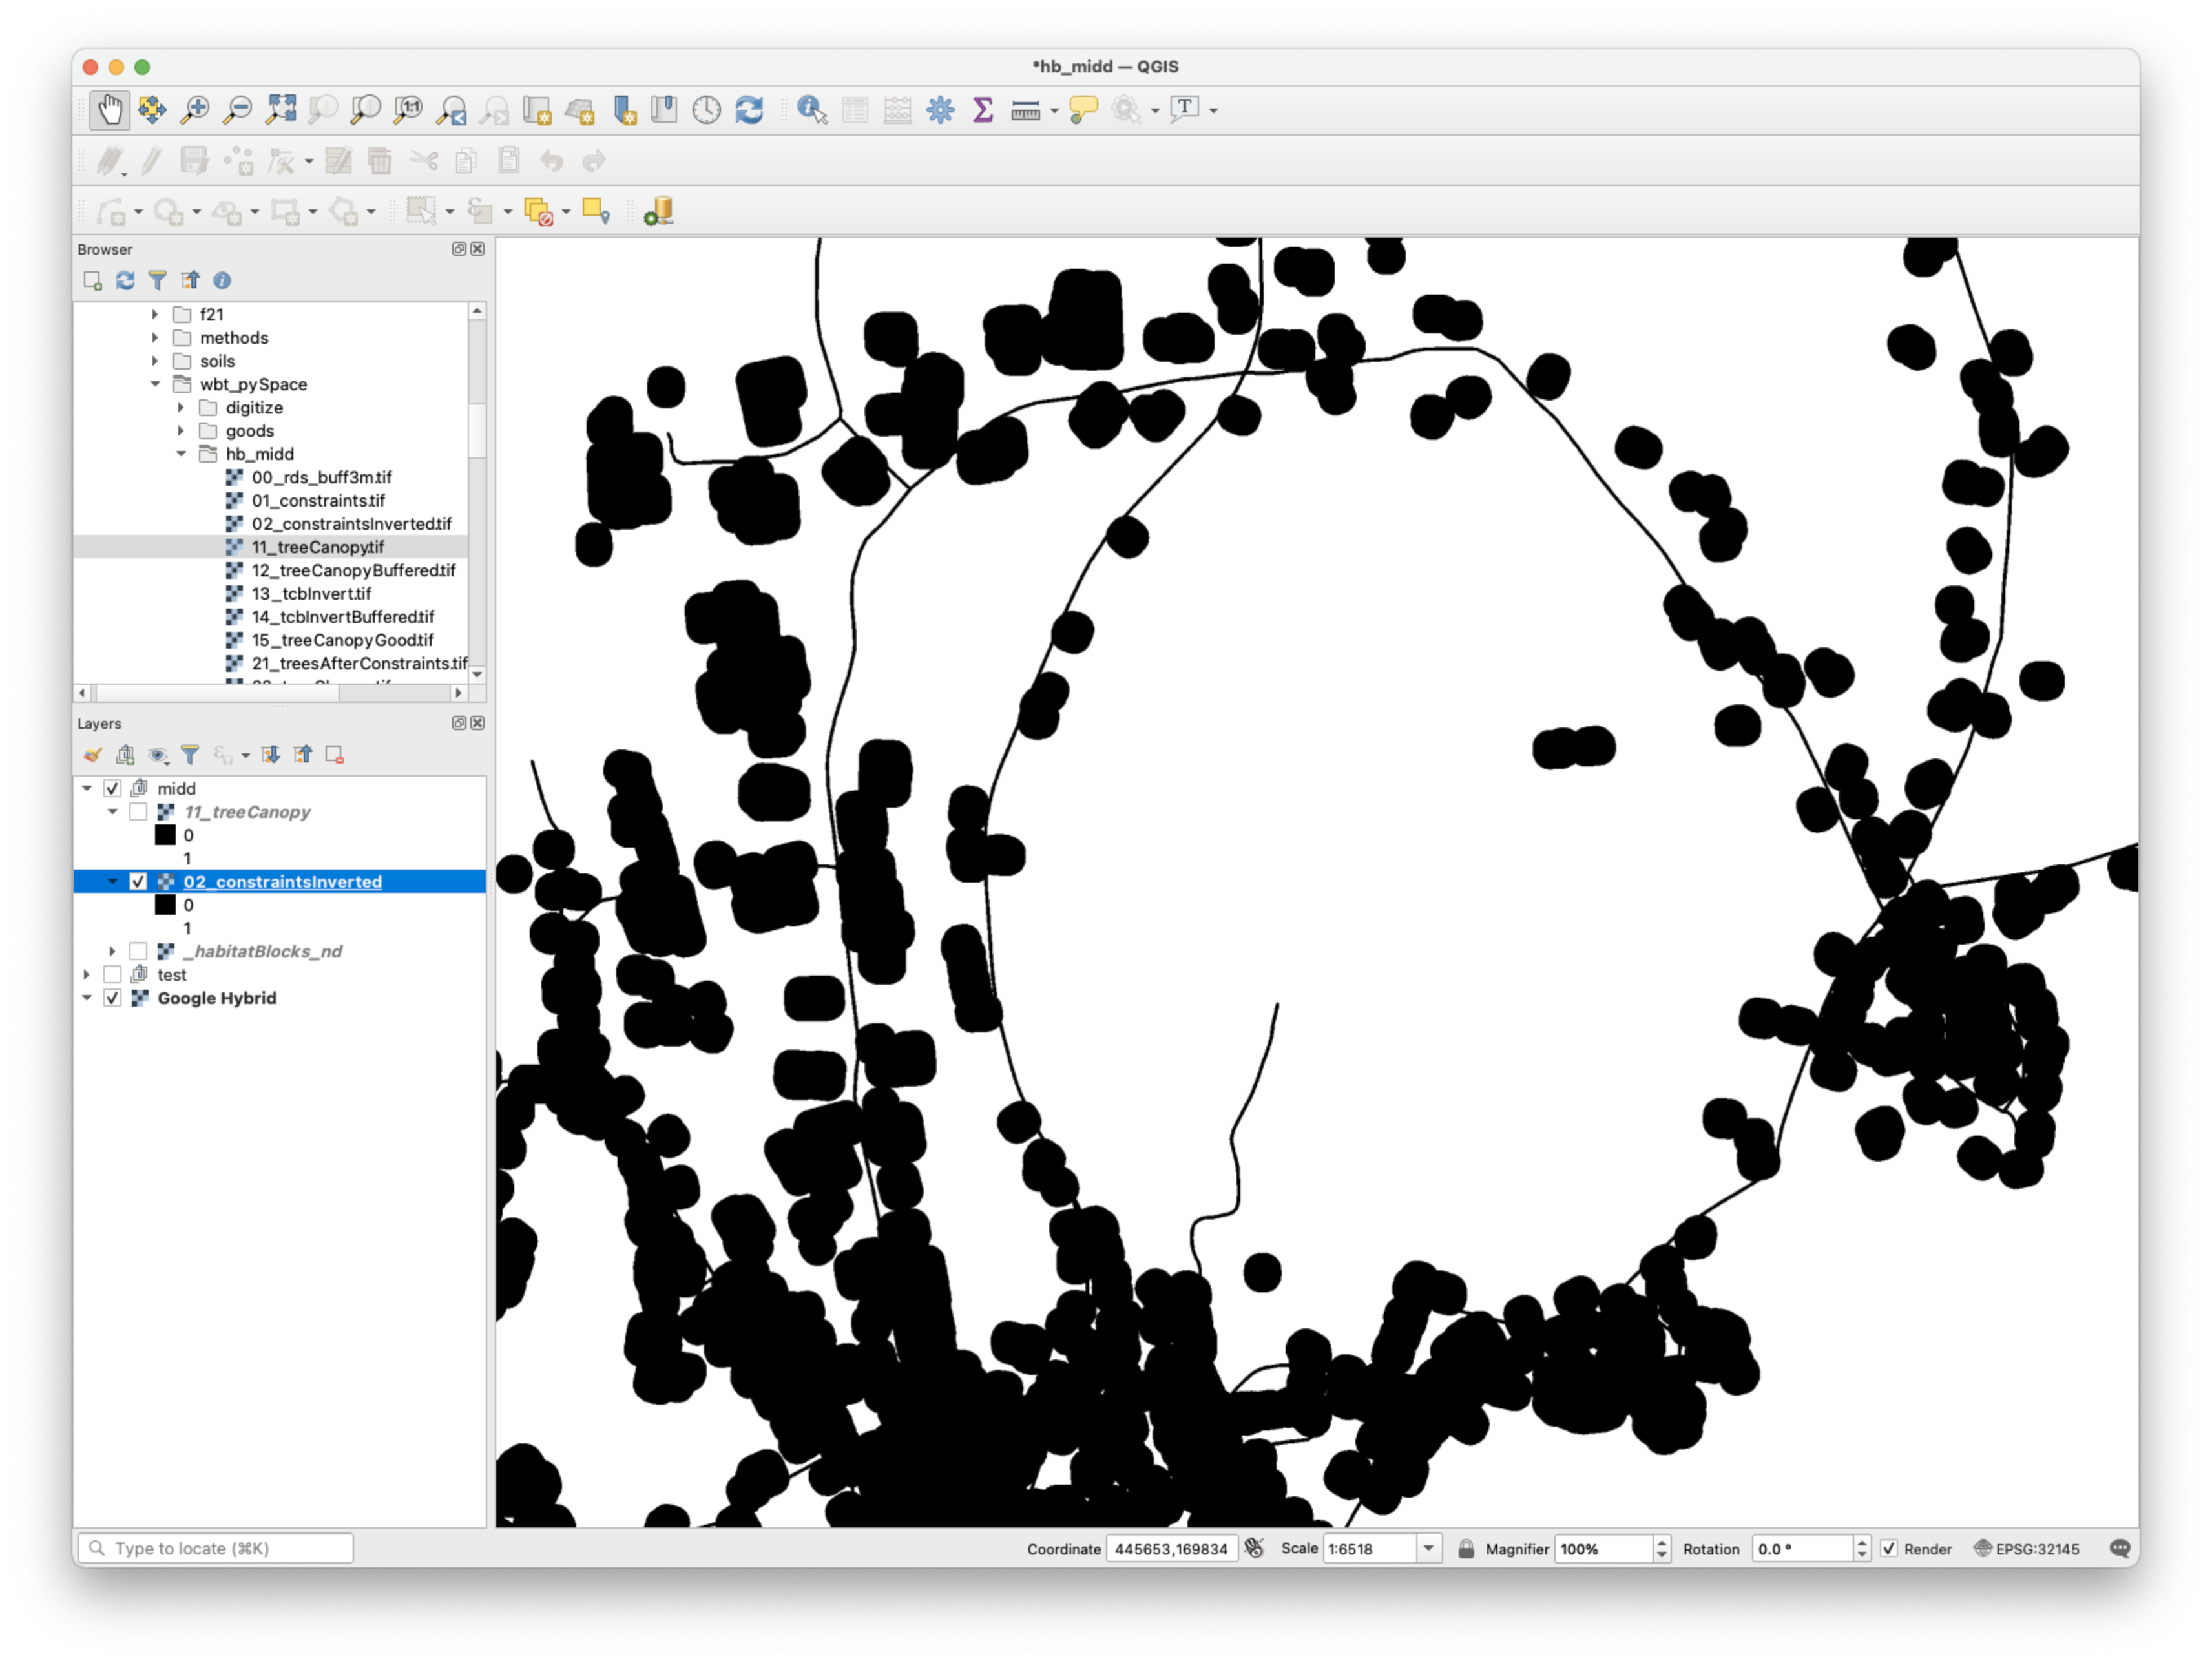 *hb_midd — QGIS
1:1
T
Browser
f21
methods
soils
wbt_pySpace
digitize
goods
hb_midd
00_rds_buff3m.tif
01_constraints.tif
02_constraintsInverted.tif
11_treeCanopy.tif
12_treeCanopyBuffered.tif
13_tcbInvert.tif
14_tcbInvertBuffered.tif
15_treeCanopyGood.tif
21_treesAfterConstraints.tif
Layers
midd
11_treeCanopy
0
1
02_constraintsInverted
0
1
_habitatBlocks_nd
test
Google Hybrid
Type to locate (⌘K)
Coordinate 445653,169834 Scale 1:6518 Magnifier 100% Rotation 0.0 ° Render EPSG:32145